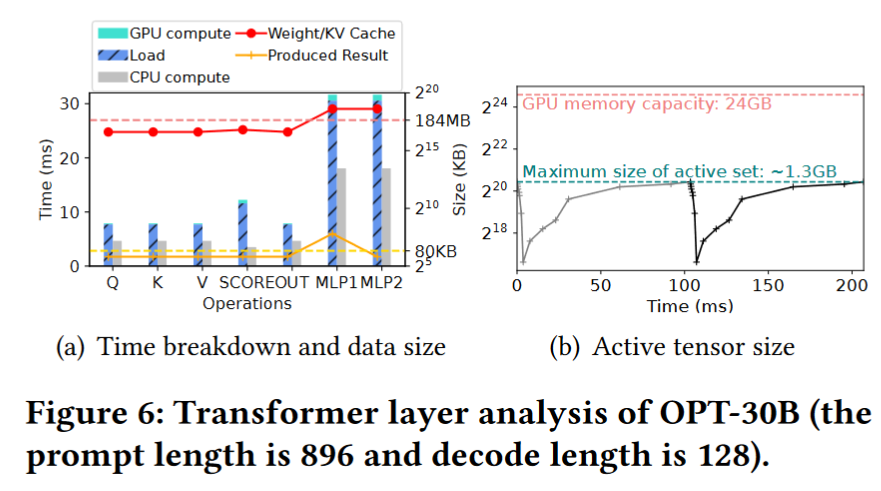 GPU compute
Weight/KV Cache
Load
Produced Result
CPU compute
30
20
10
0
Time (ms)
2^20
184MB
2^15
2^10
80KB
2^5
Size (KB)
Q K V SCORE OUT MLP1 MLP2
Operations
(a) Time breakdown and data size
2^24
2^22
2^20
2^18
GPU memory capacity: 24GB
Maximum size of active set: ~1.3GB
0 50 100 150 200
Time (ms)
(b) Active tensor size
Figure 6: Transformer layer analysis of OPT-30B (the
prompt length is 896 and decode length is 128).